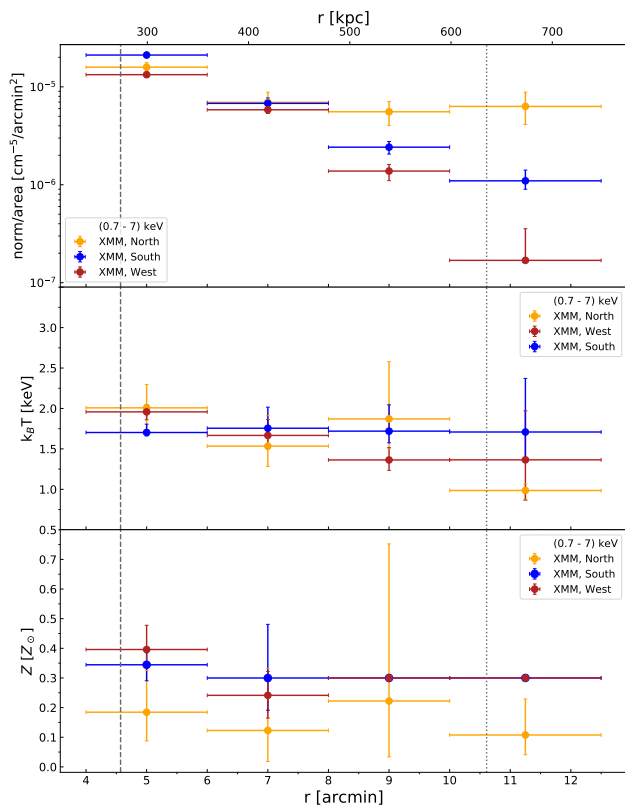 r [kpc]
300 400 500 600 700
norm/area [cm⁻⁵/arcmin²]
10⁻⁵
10⁻⁶
10⁻⁷
(0.7 - 7) keV
XMM, North
XMM, South
XMM, West
k_BT [keV]
3.0
2.5
2.0
1.5
1.0
0.5
(0.7 - 7) keV
XMM, North
XMM, West
XMM, South
Z [Z_⊙]
0.7
0.6
0.5
0.4
0.3
0.2
0.1
0.0
(0.7 - 7) keV
XMM, North
XMM, South
XMM, West
4 5 6 7 8 9 10 11 12
r [arcmin]